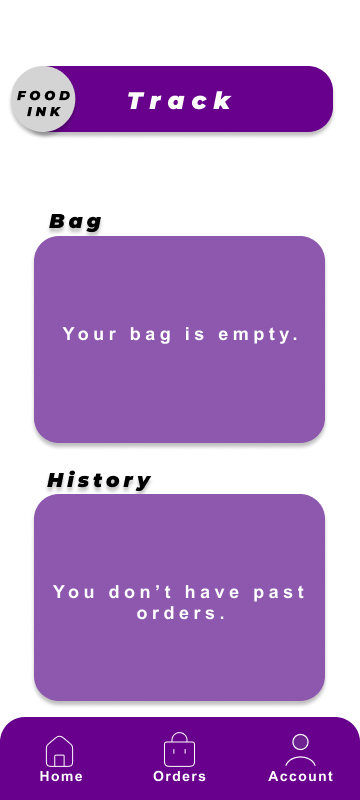 FOOD
INK
Track
Bag
Your bag is empty.
History
You don’t have past
orders.
Home
Orders
Account